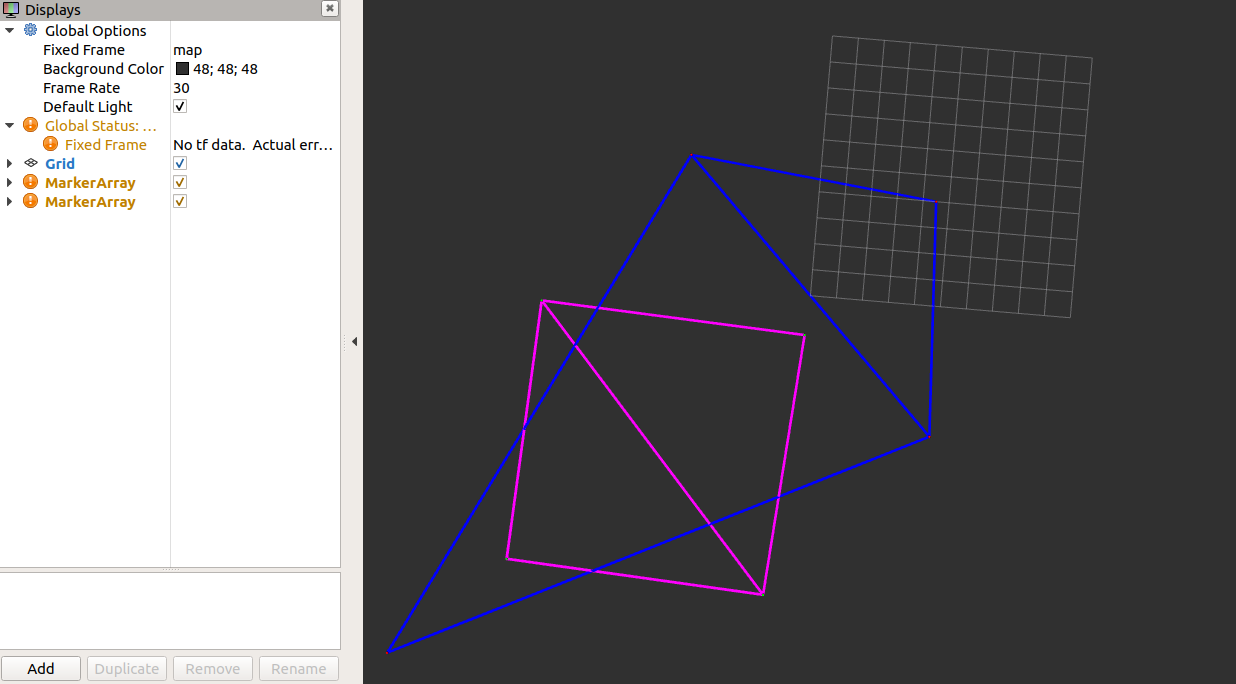 Displays
Global Options
Fixed Frame map
Background Color 48; 48; 48
Frame Rate 30
Default Light
Global Status: ...
Fixed Frame No tf data.  Actual err...
Grid
MarkerArray
MarkerArray
Add Duplicate Remove Rename